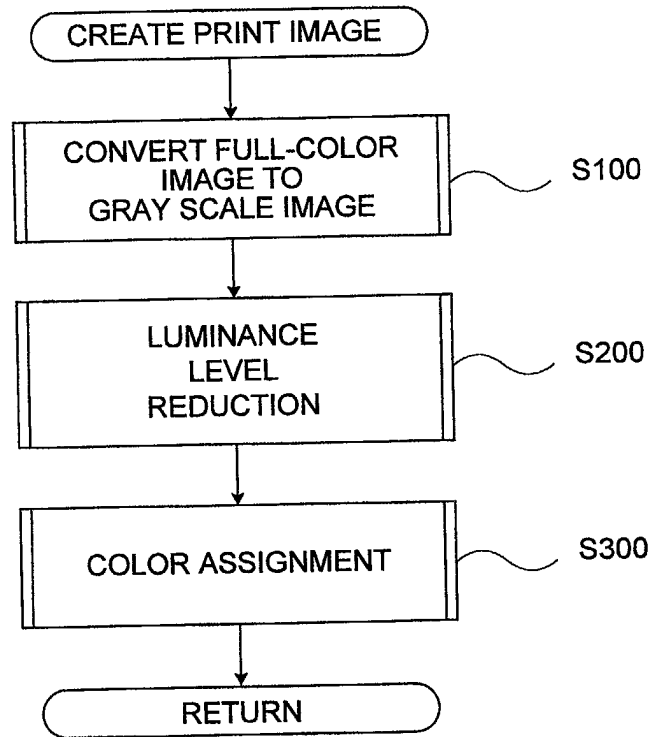 CREATE PRINT IMAGE
CONVERT FULL-COLOR
IMAGE TO
GRAY SCALE IMAGE
S100
LUMINANCE
LEVEL
REDUCTION
S200
COLOR ASSIGNMENT
S300
RETURN